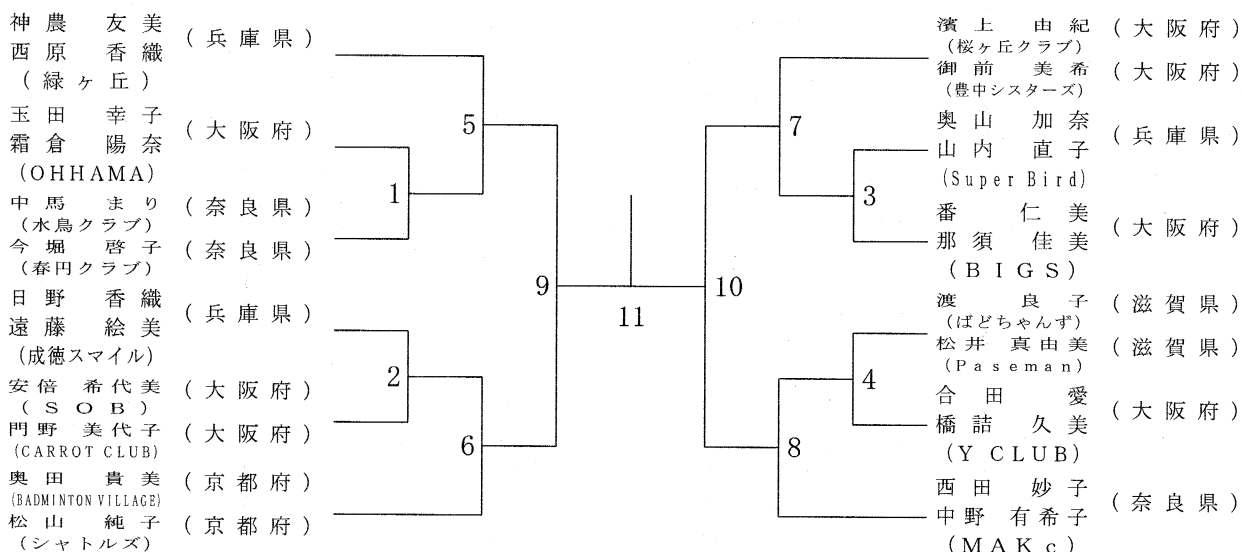 神農 友美
(兵庫県)
西原 香織
(緑ヶ丘)
玉田 幸子
(大阪府)
霜倉 陽奈
(OHHAMA)
中馬 まり (奈良県)
(水鳥クラブ)
今堀 啓子 (奈良県)
(春円クラブ)
日野 香織
(兵庫県)
遠藤 絵美
(成徳スマイル)
安倍 希代美 (大阪府)
(SOB)
門野 美代子 (大阪府)
(CARROT CLUB)
奥田 貴美 (京都府)
(BADMINTON VILLAGE)
松山 純子 (京都府)
(シャトルズ)
5
1
9
2
6
11
7
3
10
4
8
濱上 由紀 (大阪府)
(桜ヶ丘クラブ)
御前 美希 (大阪府)
(豊中シスターズ)
奥山 加奈
(兵庫県)
山内 直子
(Super Bird)
番 仁美
(大阪府)
那須 佳美
(BIGS)
渡 良子 (滋賀県)
(ばどちゃんず)
松井 真由美 (滋賀県)
(Paseman)
合田 愛
(大阪府)
橋詰 久美
(Y CLUB)
西田 妙子
(奈良県)
中野 有希子
(MAKc)